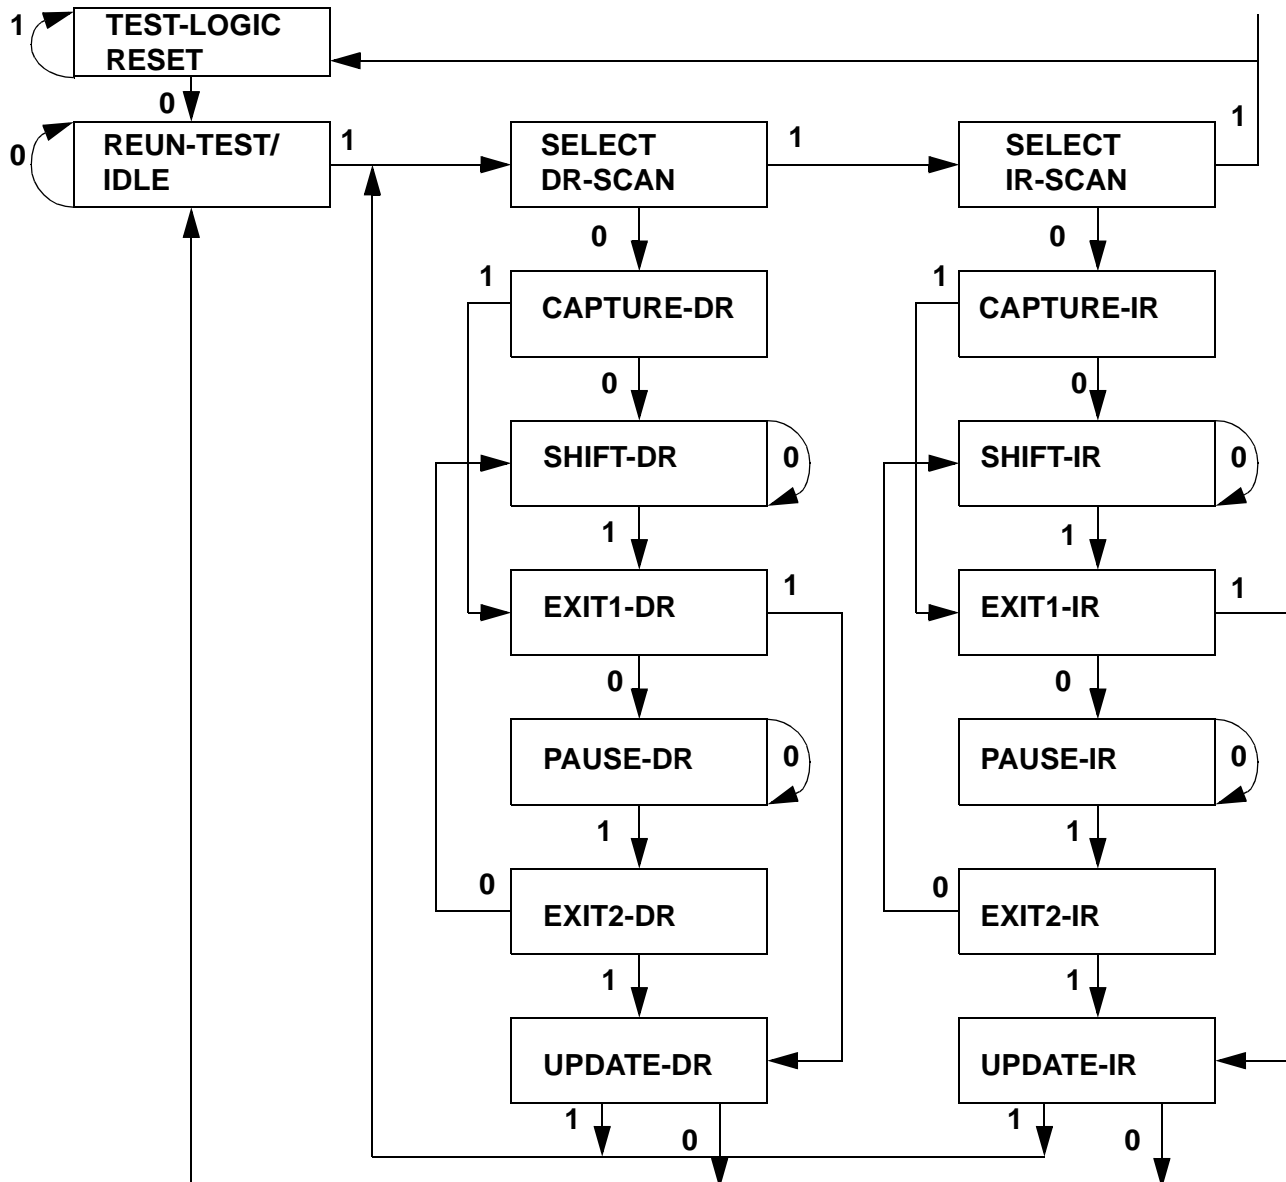 1
TEST-LOGIC
RESET
0
0
REUN-TEST/
IDLE
1
SELECT
DR-SCAN
1
SELECT
IR-SCAN
1
0
0
1
CAPTURE-DR
1
CAPTURE-IR
0
0
SHIFT-DR
0
SHIFT-IR
0
1
1
EXIT1-DR
1
EXIT1-IR
1
0
0
PAUSE-DR
0
PAUSE-IR
0
1
1
0
EXIT2-DR
0
EXIT2-IR
1
1
UPDATE-DR
UPDATE-IR
1
0
1
0